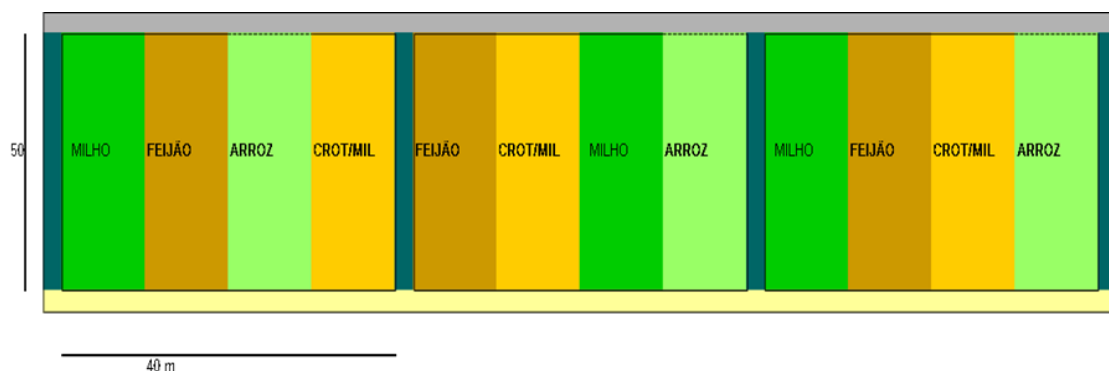 50
MILHO FEIJÃO ARROZ CROT/MIL FEIJÃO CROT/MIL MILHO ARROZ MILHO FEIJÃO CROT/MIL ARROZ
40 m